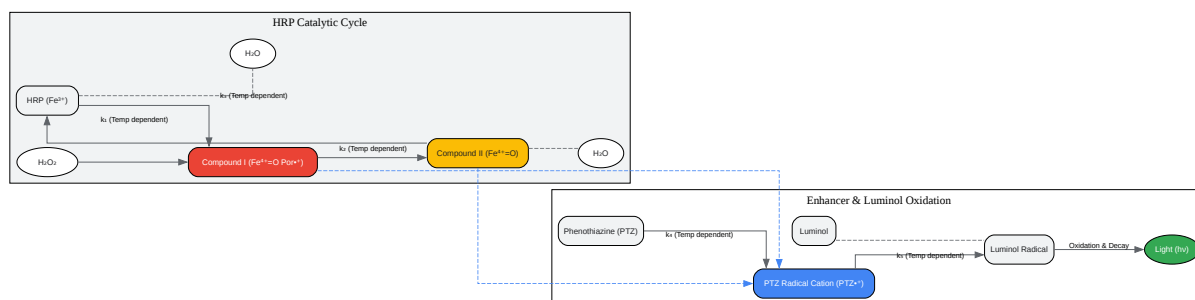 HRP Catalytic Cycle
H₂O
HRP (Fe³⁺)
k₃ (Temp dependent)
k₁ (Temp dependent)
H₂O₂
Compound I (Fe⁴⁺=O Por•⁺)
k₂ (Temp dependent)
Compound II (Fe⁴⁺=O)
H₂O
Enhancer & Luminol Oxidation
Phenothiazine (PTZ)
k₄ (Temp dependent)
Luminol
k₅ (Temp dependent)
Luminol Radical
Oxidation & Decay
Light (hν)
PTZ Radical Cation (PTZ•⁺)